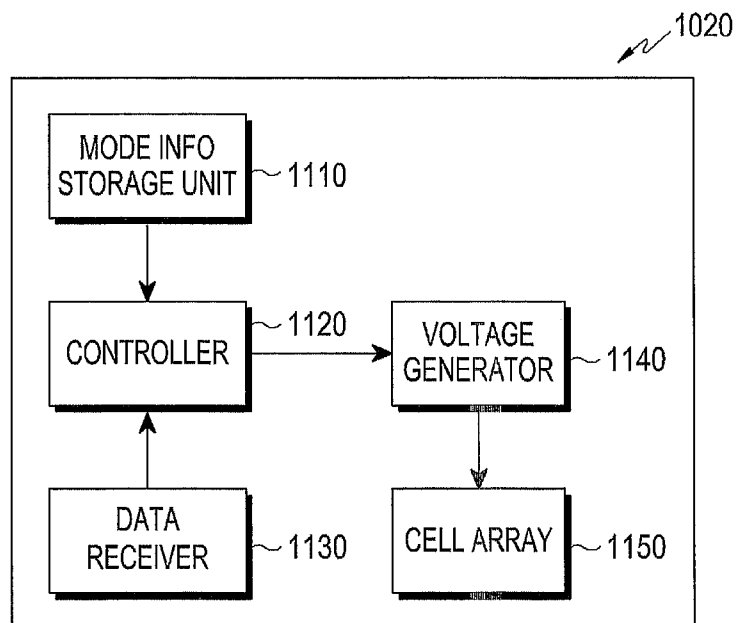 1020
MODE INFO
STORAGE UNIT
1110
CONTROLLER
1120
VOLTAGE
GENERATOR
1140
DATA
RECEIVER
1130
CELL ARRAY
1150